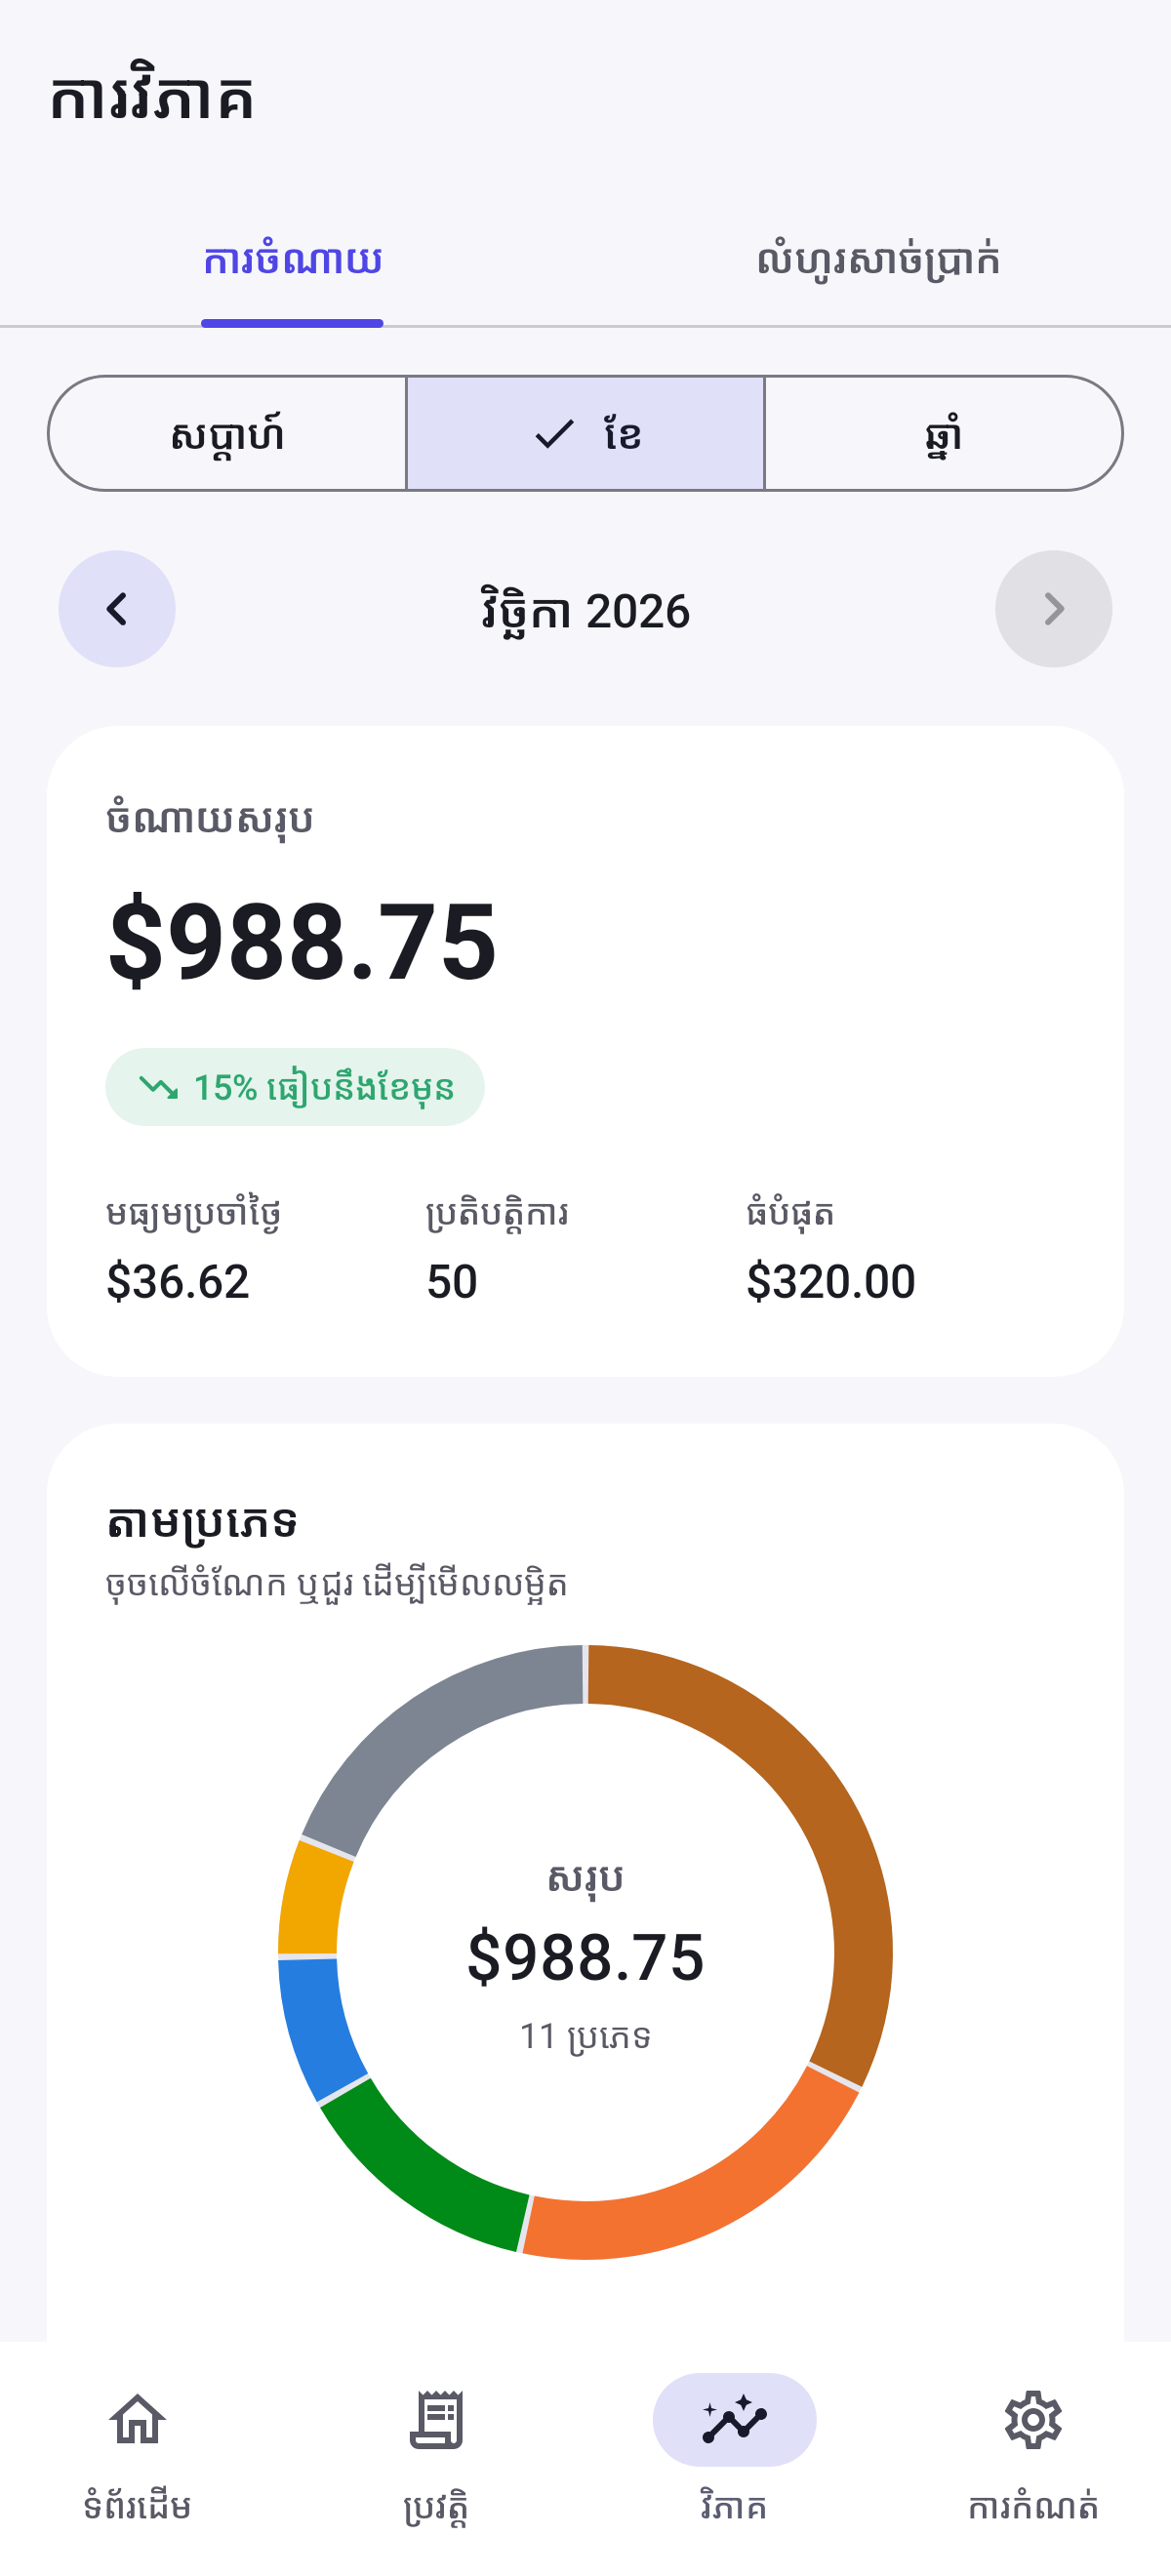 ការវិភាគ
ការចំណាយ
លំហូរសាច់ប្រាក់
សប្តាហ៍
ខែ
ឆ្នាំ
វិច្ឆិកា 2026
ចំណាយសរុប
$988.75
15% ធៀបនឹងខែមុន
មធ្យមប្រចាំថ្ងៃ
ប្រតិបត្តិការ
ធំបំផុត
$36.62
50
$320.00
តាមប្រភេទ
ចុចលើចំណែក ឬជួរ ដើម្បីមើលលម្អិត
សរុប
$988.75
11 ប្រភេទ
ទំព័រដើម
ប្រវត្តិ
វិភាគ
ការកំណត់